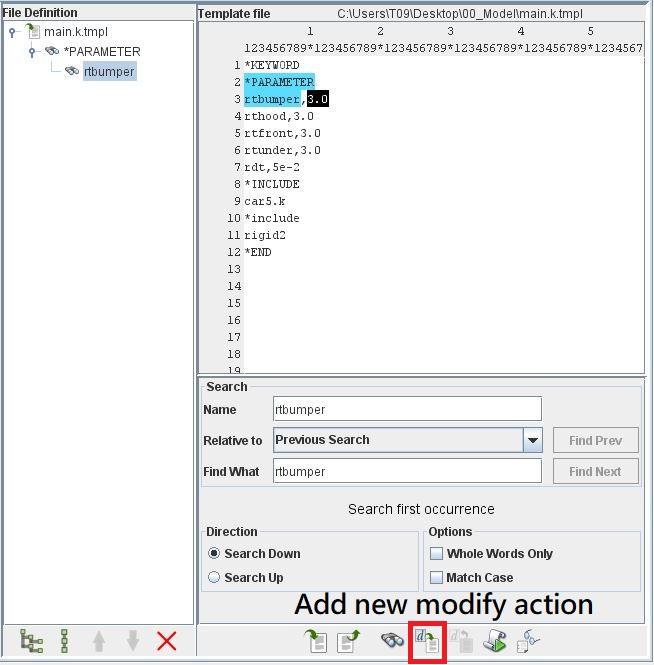 File Definition
main.k.tmpl
*PARAMETER
rtbumper
Template file C:\Users\T09\Desktop\00_Model\main.k.tmpl
1 2 3 4 5
123456789*123456789*123456789*123456789*123456789*1234567
1 *KEYWORD
2 *PARAMETER
3 rtbumper,3.0
4 rthood,3.0
5 rtfront,3.0
6 rtunder,3.0
7 rdt,5e-2
8 *INCLUDE
9 car5.k
10 *include
11 rigid2
12 *END
13
14
15
16
17
18
19
Search
Name rtbumper
Relative to Previous Search Find Prev
Find What rtbumper Find Next
Search first occurrence
Direction Options
Search Down Whole Words Only
Search Up Match Case
Add new modify action